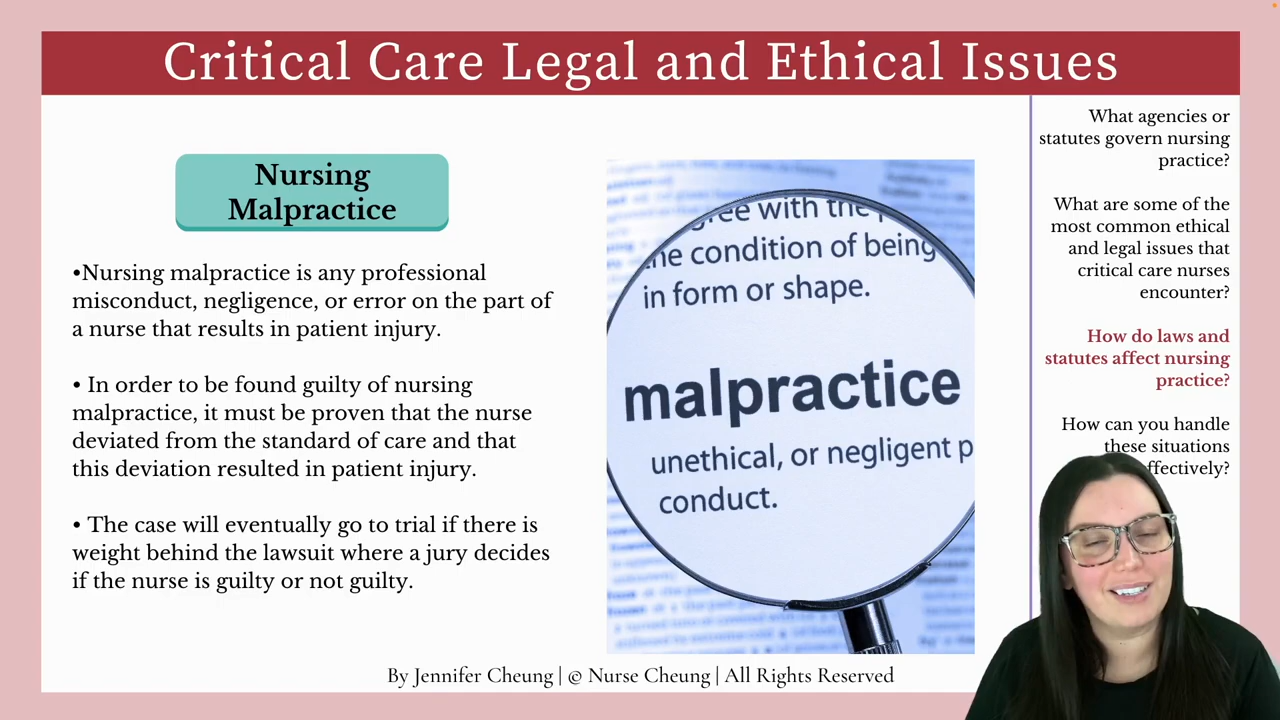 Critical Care Legal and Ethical Issues
Nursing
Malpractice
•Nursing malpractice is any professional
misconduct, negligence, or error on the part of
a nurse that results in patient injury.
• In order to be found guilty of nursing
malpractice, it must be proven that the nurse
deviated from the standard of care and that
this deviation resulted in patient injury.
• The case will eventually go to trial if there is
weight behind the lawsuit where a jury decides
if the nurse is guilty or not guilty.
with the
the condition of being
in form or shape.
malpractice
unethical, or negligent
conduct.
What agencies or
statutes govern nursing
practice?
What are some of the
most common ethical
and legal issues that
critical care nurses
encounter?
How do laws and
statutes affect nursing
practice?
How can you handle
these situations
By Jennifer Cheung | @ Nurse Cheung | All Rights Reserved